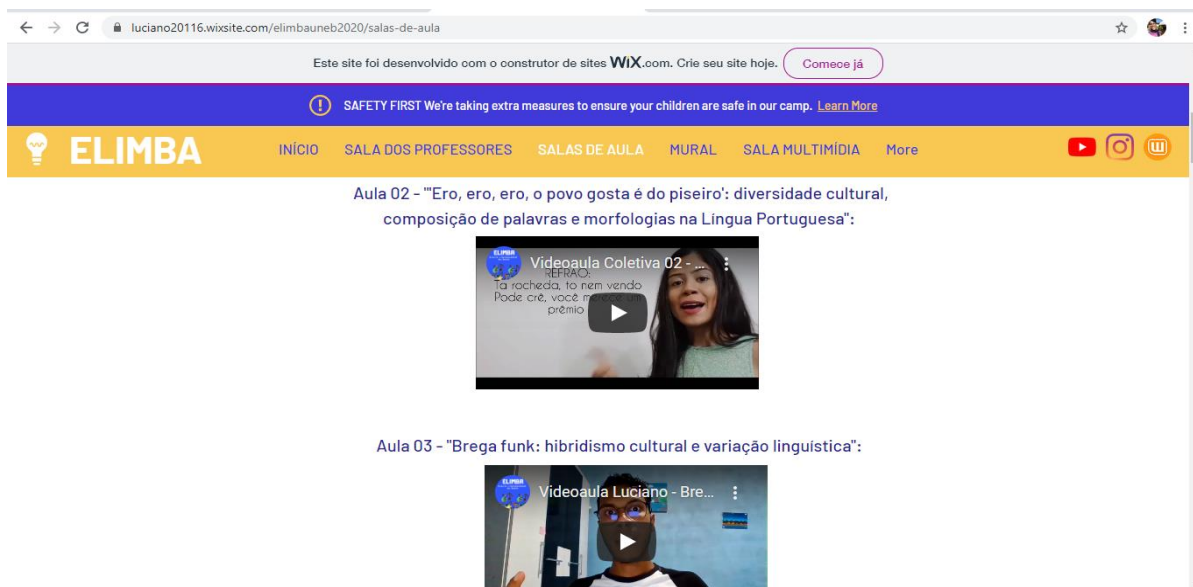 luciano20116.wixsite.com/elimbauneb2020/salas-de-aula
Este site foi desenvolvido com o construtor de sites WiX.com. Crie seu site hoje. Comece já
SAFETY FIRST We're taking extra measures to ensure your children are safe in our camp. Learn More
ELIMBA INÍCIO SALA DOS PROFESSORES SALAS DE AULA MURAL SALA MULTIMÍDIA More
Aula 02 - "'Ero, ero, ero, o povo gosta é do piseiro': diversidade cultural,
composição de palavras e morfologias na Língua Portuguesa":
ELIMBA
Videoaula Coletiva 02 - ...
REFRÃO:
Tá rocheda, to nem vendo
Pode crê, você merece um
prêmio
Aula 03 - "Brega funk: hibridismo cultural e variação linguística":
ELIMBA
Videoaula Luciano - Bre...